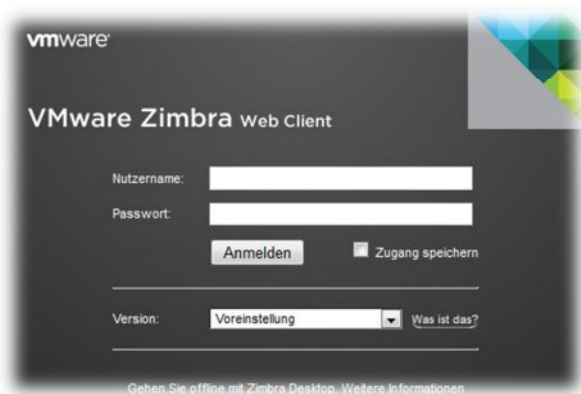 vmware
VMware Zimbra Web Client
Nutzername:
Passwort:
Anmelden
Zugang speichern
Version:
Voreinstellung
Was ist das?
Gehen Sie offline mit Zimbra Desktop. Weitere Informationen